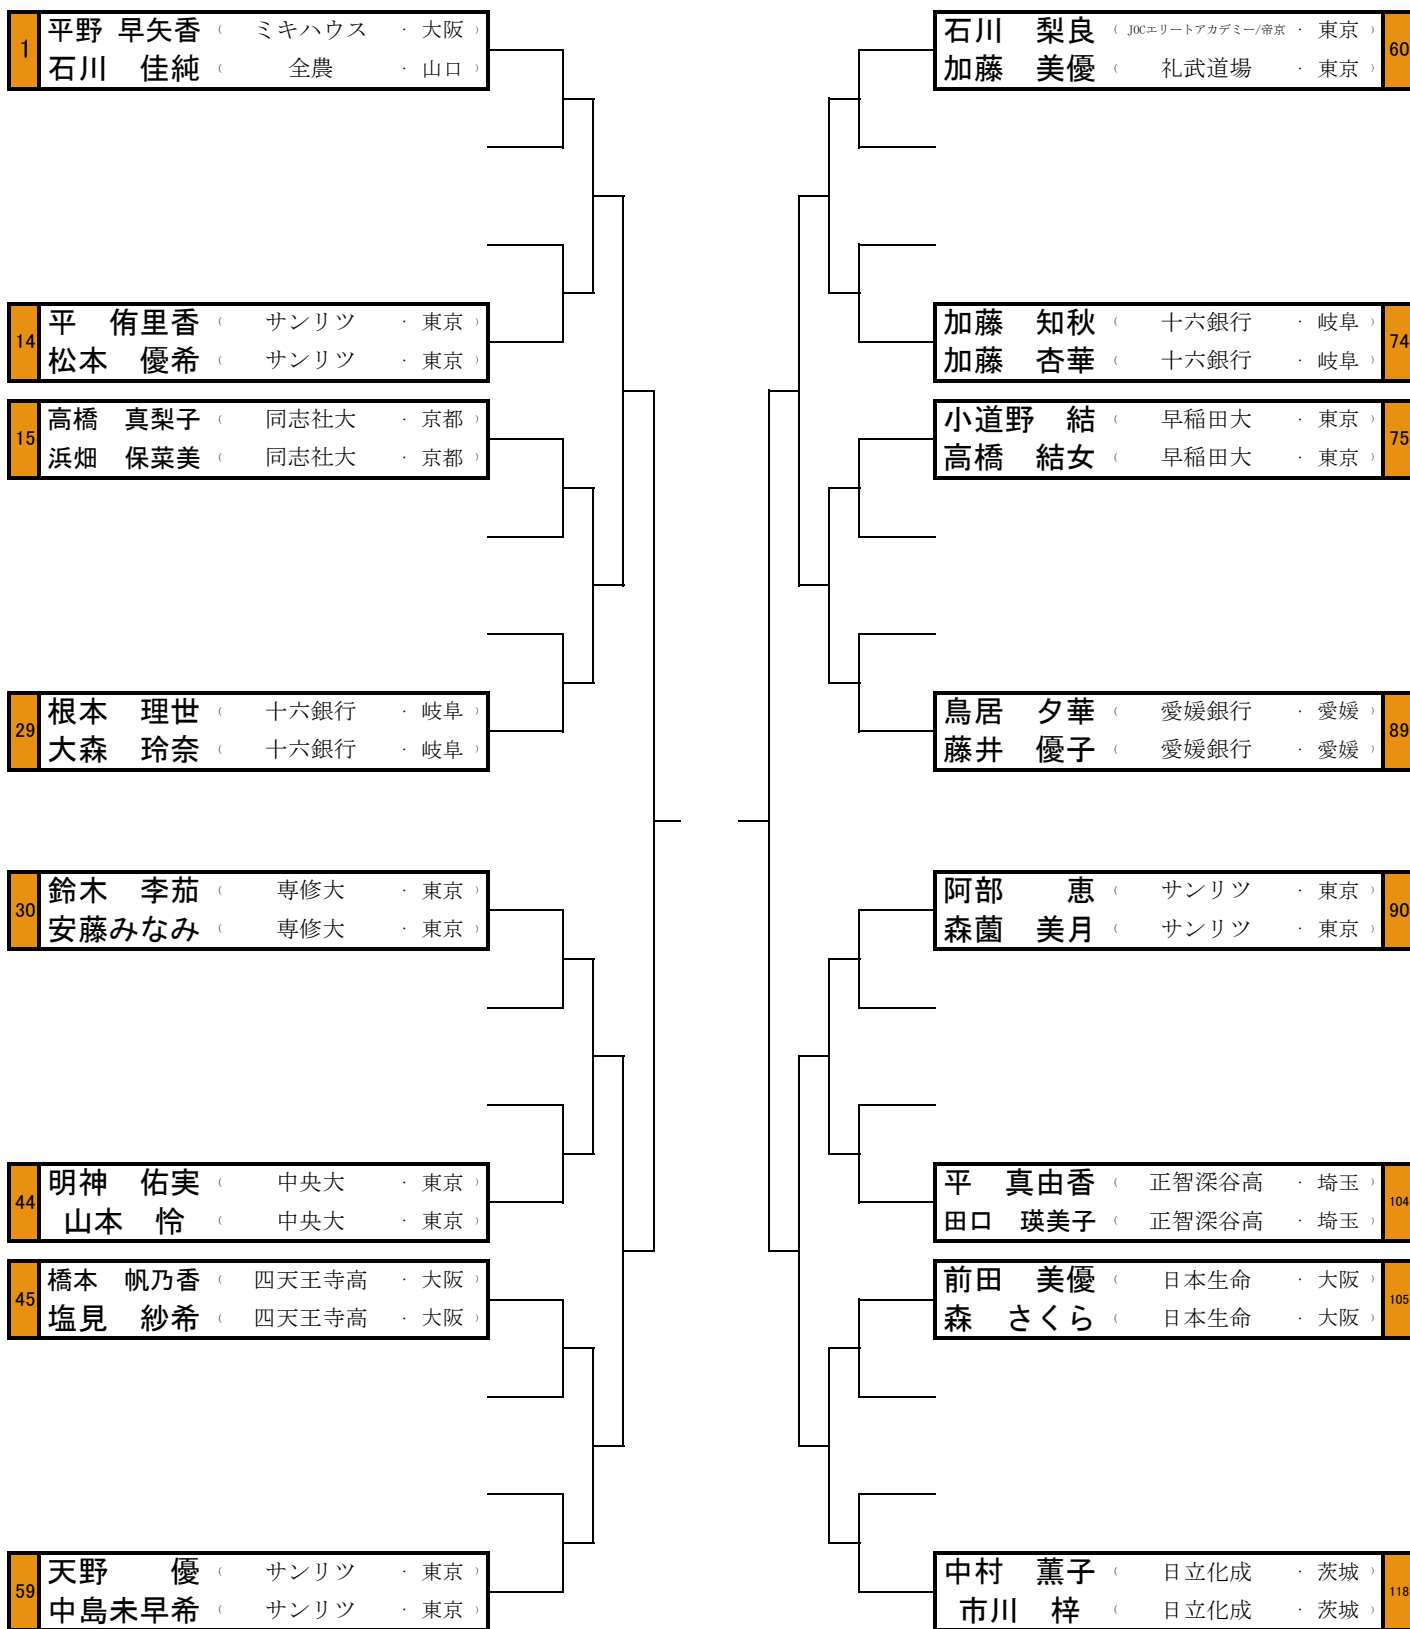 1 平野 早矢香 （ ミキハウス ・ 大阪 ）
石川 佳純 （ 全農 ・ 山口 ）
14 平 侑里香 （ サンリツ ・ 東京 ）
松本 優希 （ サンリツ ・ 東京 ）
15 高橋 真梨子 （ 同志社大 ・ 京都 ）
浜畑 保菜美 （ 同志社大 ・ 京都 ）
29 根本 理世 （ 十六銀行 ・ 岐阜 ）
大森 玲奈 （ 十六銀行 ・ 岐阜 ）
30 鈴木 李茄 （ 専修大 ・ 東京 ）
安藤みなみ （ 専修大 ・ 東京 ）
44 明神 佑実 （ 中央大 ・ 東京 ）
山本 怜 （ 中央大 ・ 東京 ）
45 橋本 帆乃香 （ 四天王寺高 ・ 大阪 ）
塩見 紗希 （ 四天王寺高 ・ 大阪 ）
59 天野 優 （ サンリツ ・ 東京 ）
中島未早希 （ サンリツ ・ 東京 ）
石川 梨良 （ JOCエリートアカデミー/帝京 ・ 東京 ） 60
加藤 美優 （ 礼武道場 ・ 東京 ）
加藤 知秋 （ 十六銀行 ・ 岐阜 ） 74
加藤 杏華 （ 十六銀行 ・ 岐阜 ）
小道野 結 （ 早稲田大 ・ 東京 ） 75
高橋 結女 （ 早稲田大 ・ 東京 ）
鳥居 夕華 （ 愛媛銀行 ・ 愛媛 ） 89
藤井 優子 （ 愛媛銀行 ・ 愛媛 ）
阿部 恵 （ サンリツ ・ 東京 ） 90
森薗 美月 （ サンリツ ・ 東京 ）
平 真由香 （ 正智深谷高 ・ 埼玉 ） 104
田口 瑛美子 （ 正智深谷高 ・ 埼玉 ）
前田 美優 （ 日本生命 ・ 大阪 ） 105
森 さくら （ 日本生命 ・ 大阪 ）
中村 薫子 （ 日立化成 ・ 茨城 ） 118
市川 梓 （ 日立化成 ・ 茨城 ）